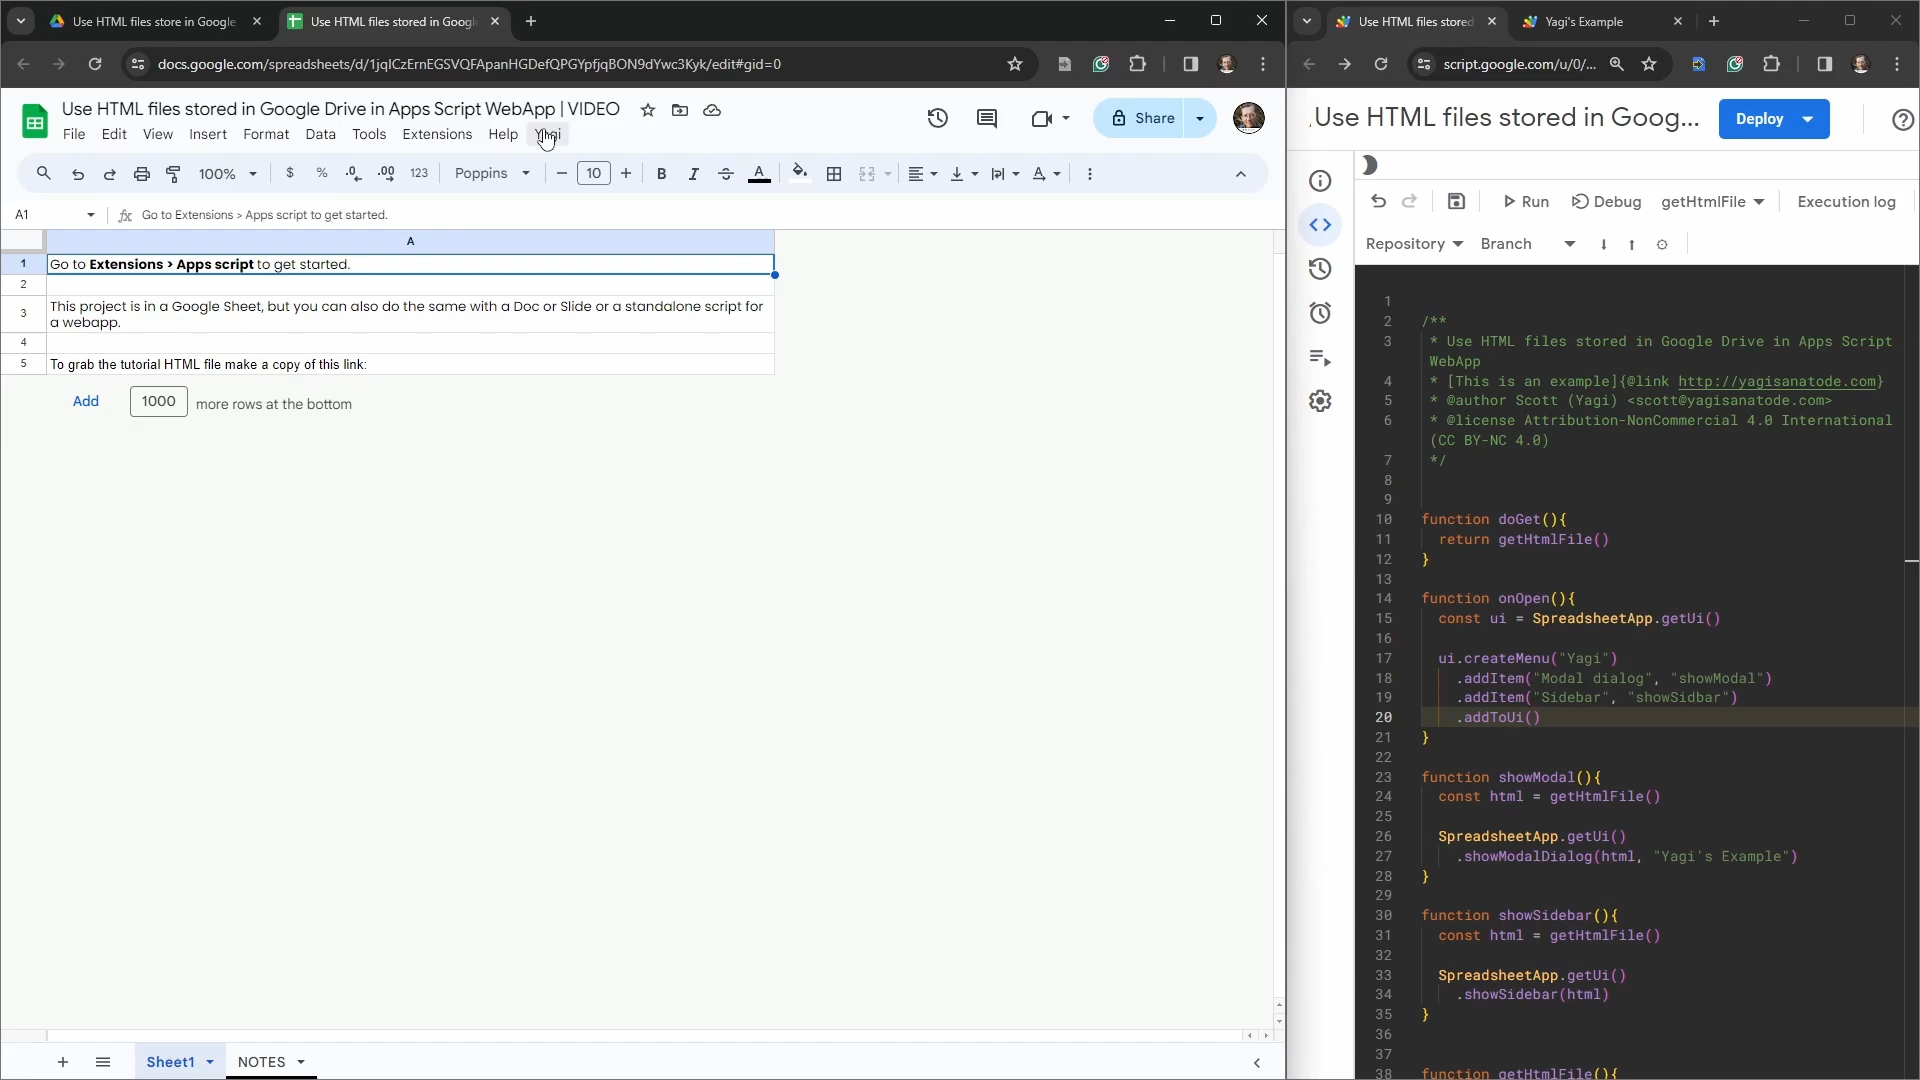 Use HTML files store in Google
Use HTML files stored in Googl
docs.google.com/spreadsheets/d/1jqICzErnEGSVQFApanHGDefQPGYpfjqBON9dYwc3Kyk/edit#gid=0
Use HTML files stored in Google Drive in Apps Script WebApp | VIDEO
File Edit View Insert Format Data Tools Extensions Help Yagi
Share
100% $ % .0 .00 123 Poppins 10 B I A
A1 Go to Extensions > Apps script to get started.
A
1 Go to Extensions > Apps script to get started.
2
3 This project is in a Google Sheet, but you can also do the same with a Doc or Slide or a standalone script for
a webapp.
4
5 To grab the tutorial HTML file make a copy of this link:
Add 1000 more rows at the bottom
Sheet1 NOTES
Use HTML files stored
Yagi's Example
script.google.com/u/0/...
Use HTML files stored in Goog...
Deploy
Run Debug getHtmlFile Execution log
Repository Branch
1
2 /**
3 * Use HTML files stored in Google Drive in Apps Script
WebApp
4 * [This is an example]{@link http://yagisanatode.com}
5 * @author Scott (Yagi) <scott@yagisanatode.com>
6 * @license Attribution-NonCommercial 4.0 International
(CC BY-NC 4.0)
7 */
8
9
10 function doGet(){
11 return getHtmlFile()
12 }
13
14 function onOpen(){
15 const ui = SpreadsheetApp.getUi()
16
17 ui.createMenu("Yagi")
18 .addItem("Modal dialog", "showModal")
19 .addItem("Sidebar", "showSidbar")
20 .addToUi()
21 }
22
23 function showModal(){
24 const html = getHtmlFile()
25
26 SpreadsheetApp.getUi()
27 .showModalDialog(html, "Yagi's Example")
28 }
29
30 function showSidebar(){
31 const html = getHtmlFile()
32
33 SpreadsheetApp.getUi()
34 .showSidebar(html)
35 }
36
37
38 function getHtmlFile(){